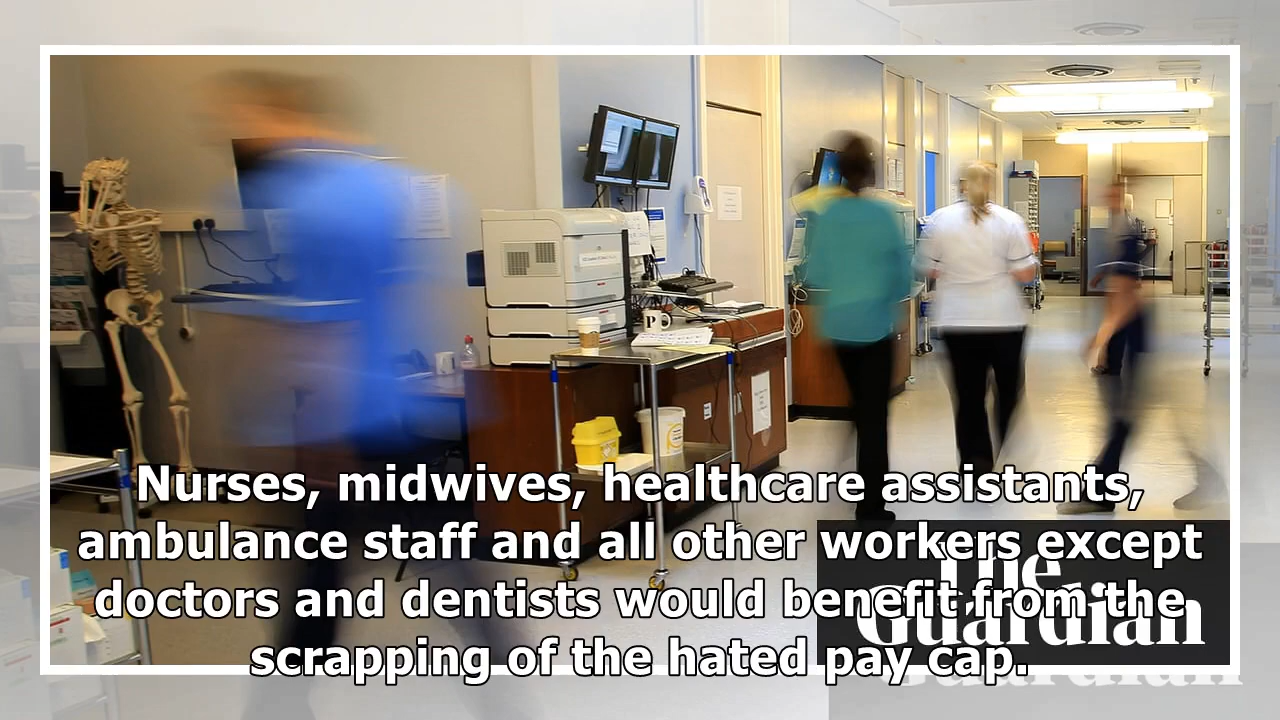 P
Nurses, midwives, healthcare assistants,
ambulance staff and all other workers except
doctors and dentists would benefit from the
scrapping of the hated pay cap.
The
Guardian
Guardian